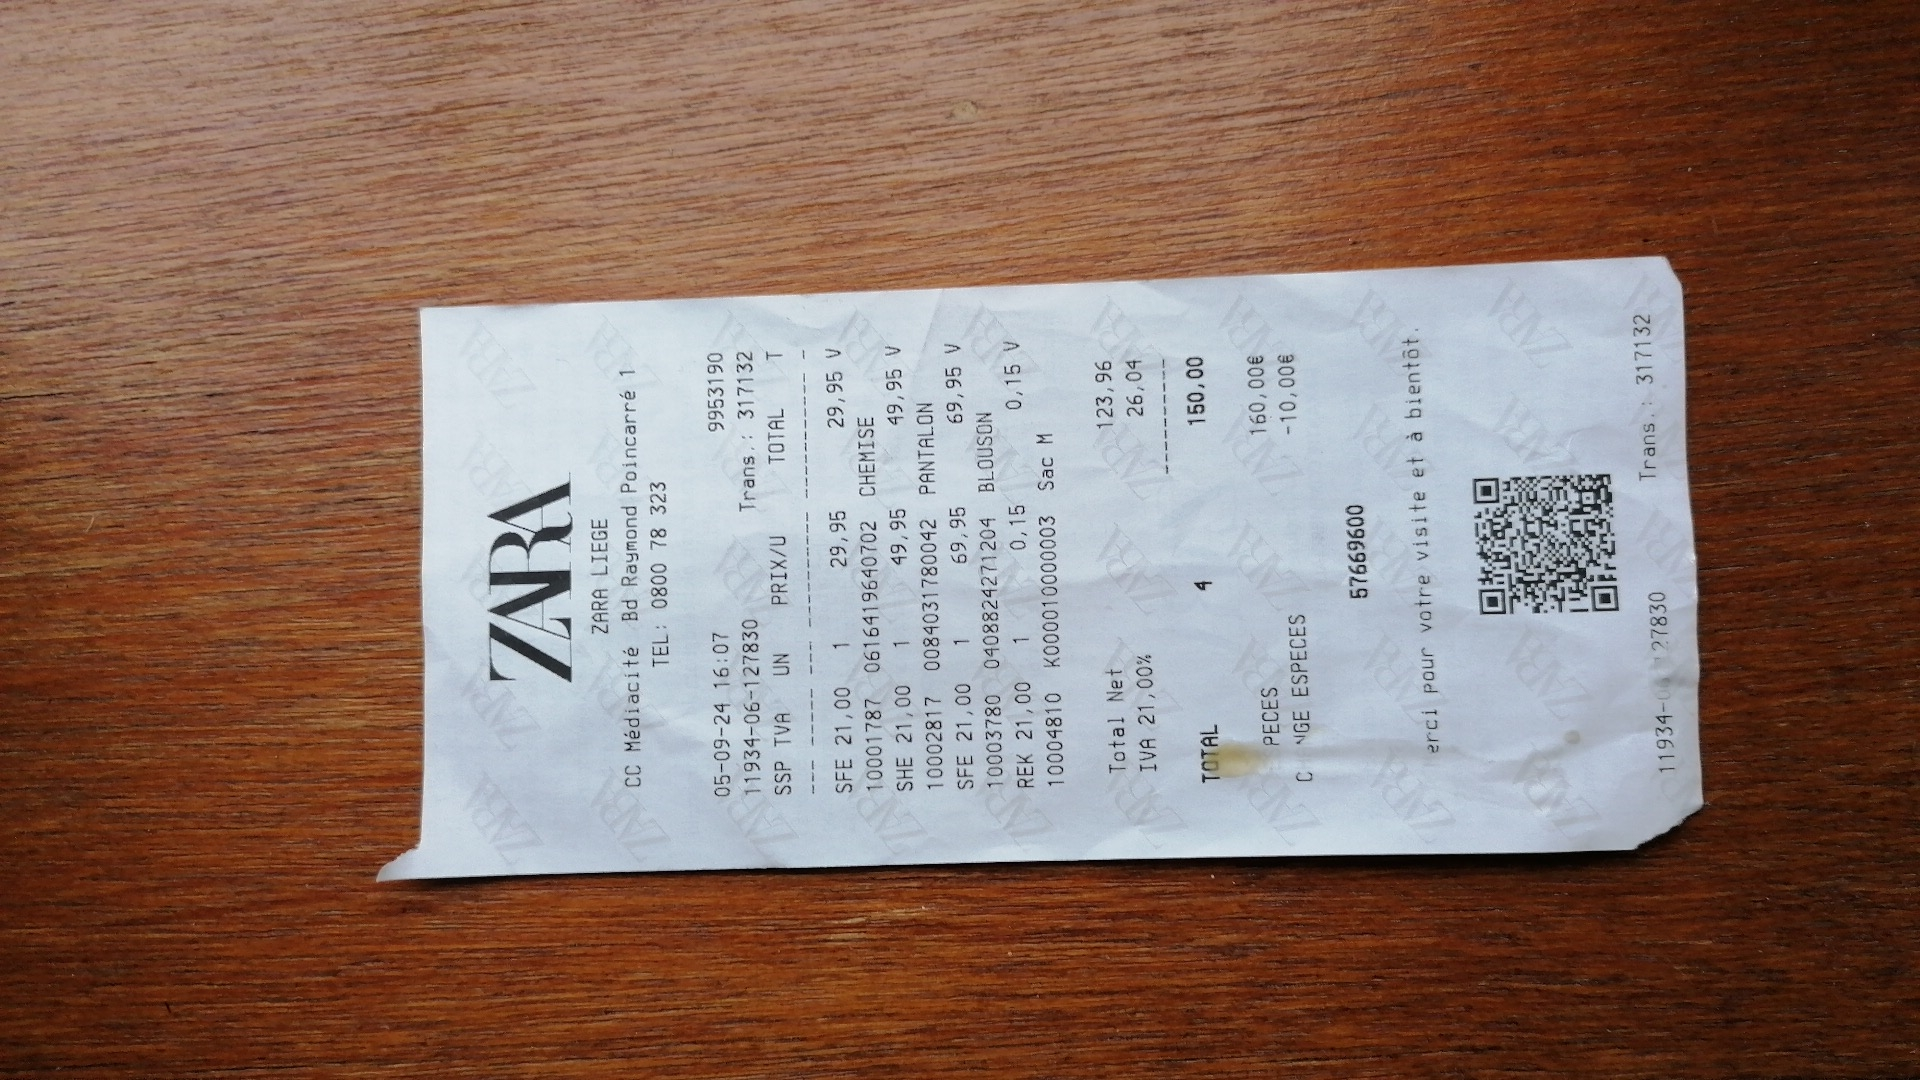 ZARA
ZARA LIEGE
CC Médiacité Bd Raymond Poincarré 1
TEL: 0800 78 323
9953190
05-09-24 16:07
11934-06-127830 Trans.: 317132
SSP TVA UN PRIX/U TOTAL T
SFE 21,00 1 29,95 29,95 V
10001787 0616419640702 CHEMISE
SHE 21,00 1 49,95 49,95 V
10002817 0084031780042 PANTALON
SFE 21,00 1 69,95 69,95 V
10003780 0408824271204 BLOUSON
REK 21,00 1 0,15 0,15 V
10004810 K0000100000003 Sac M
Total Net 123,96
IVA 21,00% 26,04
TOTAL 4 150,00
PECES 160,00€
C NGE ESPECES -10,00€
57669600
erci pour votre visite et à bientôt.
11934-0 127830 Trans.: 317132